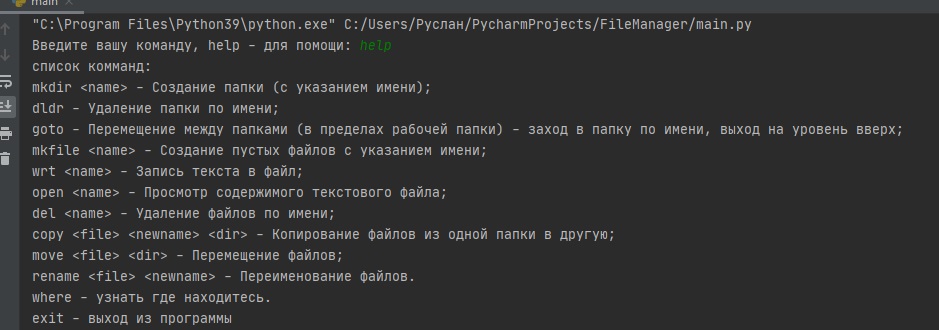 main
"C:\Program Files\Python39\python.exe" C:/Users/Руслан/PycharmProjects/FileManager/main.py
Введите вашу команду, help - для помощи: help
список комманд:
mkdir <name> - Создание папки (с указанием имени);
dldr - Удаление папки по имени;
goto - Перемещение между папками (в пределах рабочей папки) - заход в папку по имени, выход на уровень вверх;
mkfile <name> - Создание пустых файлов с указанием имени;
wrt <name> - Запись текста в файл;
open <name> - Просмотр содержимого текстового файла;
del <name> - Удаление файлов по имени;
copy <file> <newname> <dir> - Копирование файлов из одной папки в другую;
move <file> <dir> - Перемещение файлов;
rename <file> <newname> - Переименование файлов.
where - узнать где находитесь.
exit - выход из программы